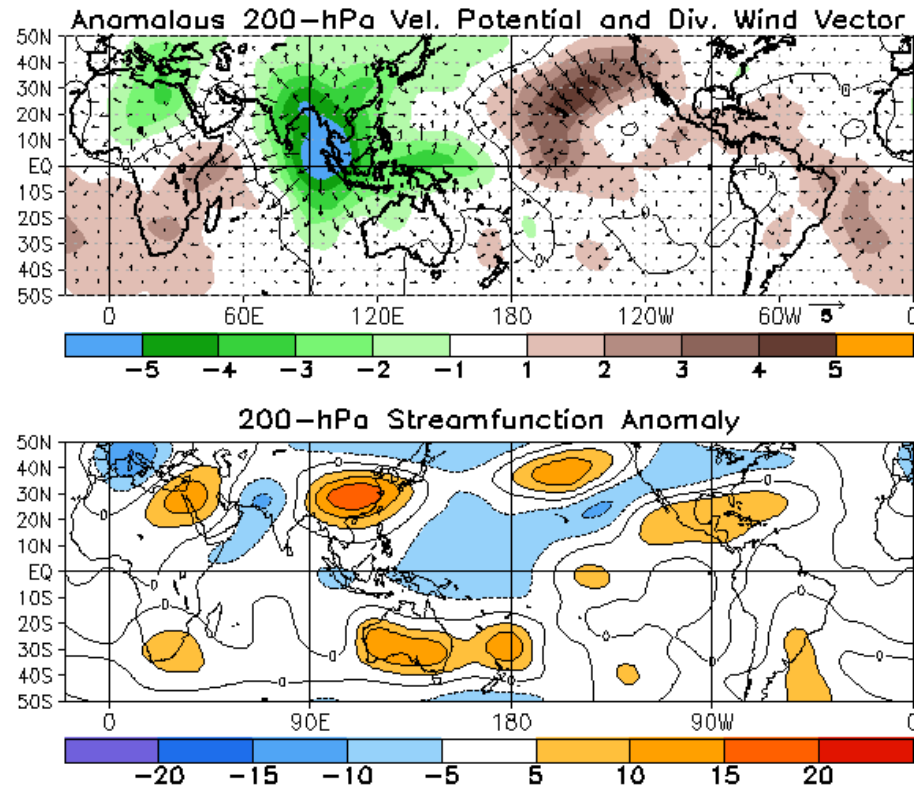 Anomalous 200-hPa Vel. Potential and Div. Wind Vector
50N
40N
30N
20N
10N
EQ
10S
20S
30S
40S
50S
0 60E 120E 180 120W 60W 0
5
-5 -4 -3 -2 -1 1 2 3 4 5
200-hPa Streamfunction Anomaly
50N
40N
30N
20N
10N
EQ
10S
20S
30S
40S
50S
0 90E 180 90W 0
-20 -15 -10 -5 5 10 15 20